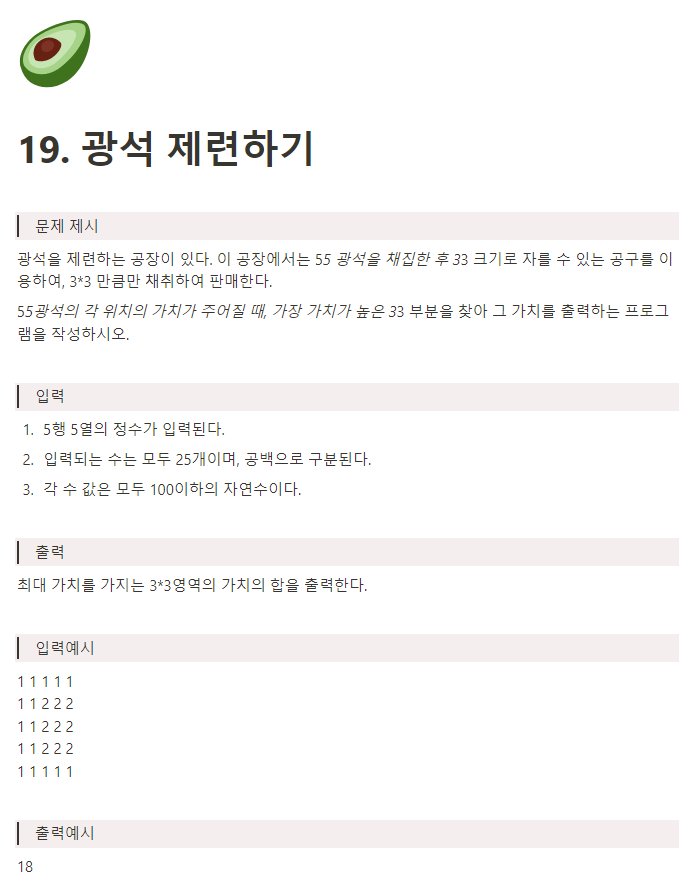 19. 광석 제련하기
문제 제시
광석을 제련하는 공장이 있다. 이 공장에서는 55 광석을 채집한 후 33 크기로 자를 수 있는 공구를 이
용하여, 3*3 만큼만 채취하여 판매한다.
55광석의 각 위치의 가치가 주어질 때, 가장 가치가 높은 33 부분을 찾아 그 가치를 출력하는 프로그
램을 작성하시오.
입력
1. 5행 5열의 정수가 입력된다.
2. 입력되는 수는 모두 25개이며, 공백으로 구분된다.
3. 각 수 값은 모두 100이하의 자연수이다.
출력
최대 가치를 가지는 3*3영역의 가치의 합을 출력한다.
입력예시
1 1 1 1 1
1 1 2 2 2
1 1 2 2 2
1 1 2 2 2
1 1 1 1 1
출력예시
18